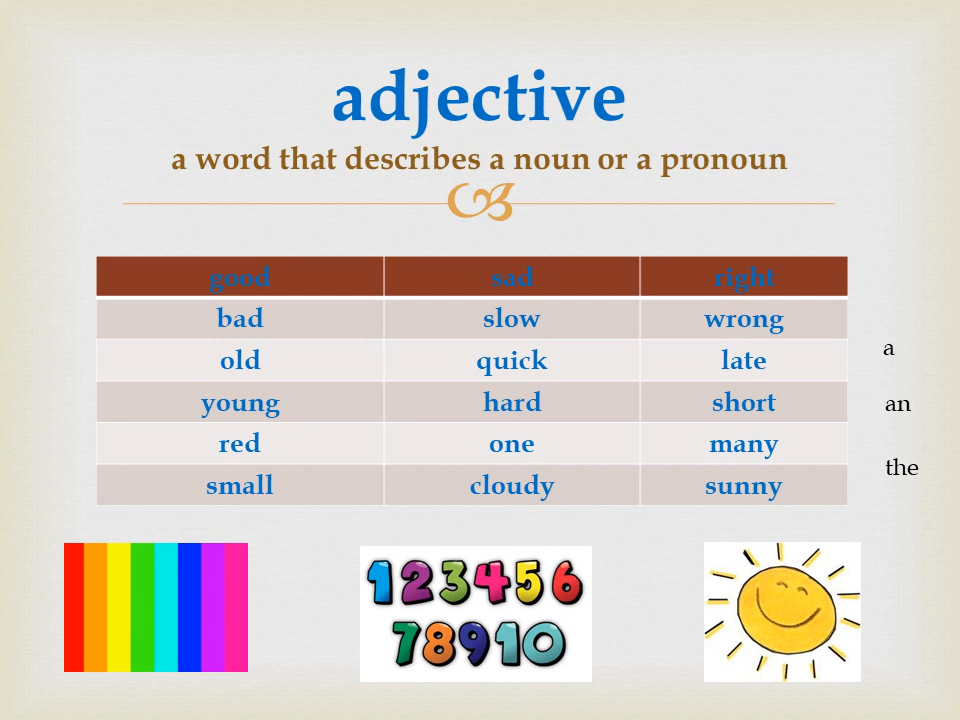 adjective
a word that describes a noun or a pronoun
good sad right
bad slow wrong
old quick late
young hard short
red one many
small cloudy sunny
a
an
the
1 2 3 4 5 6
7 8 9 10